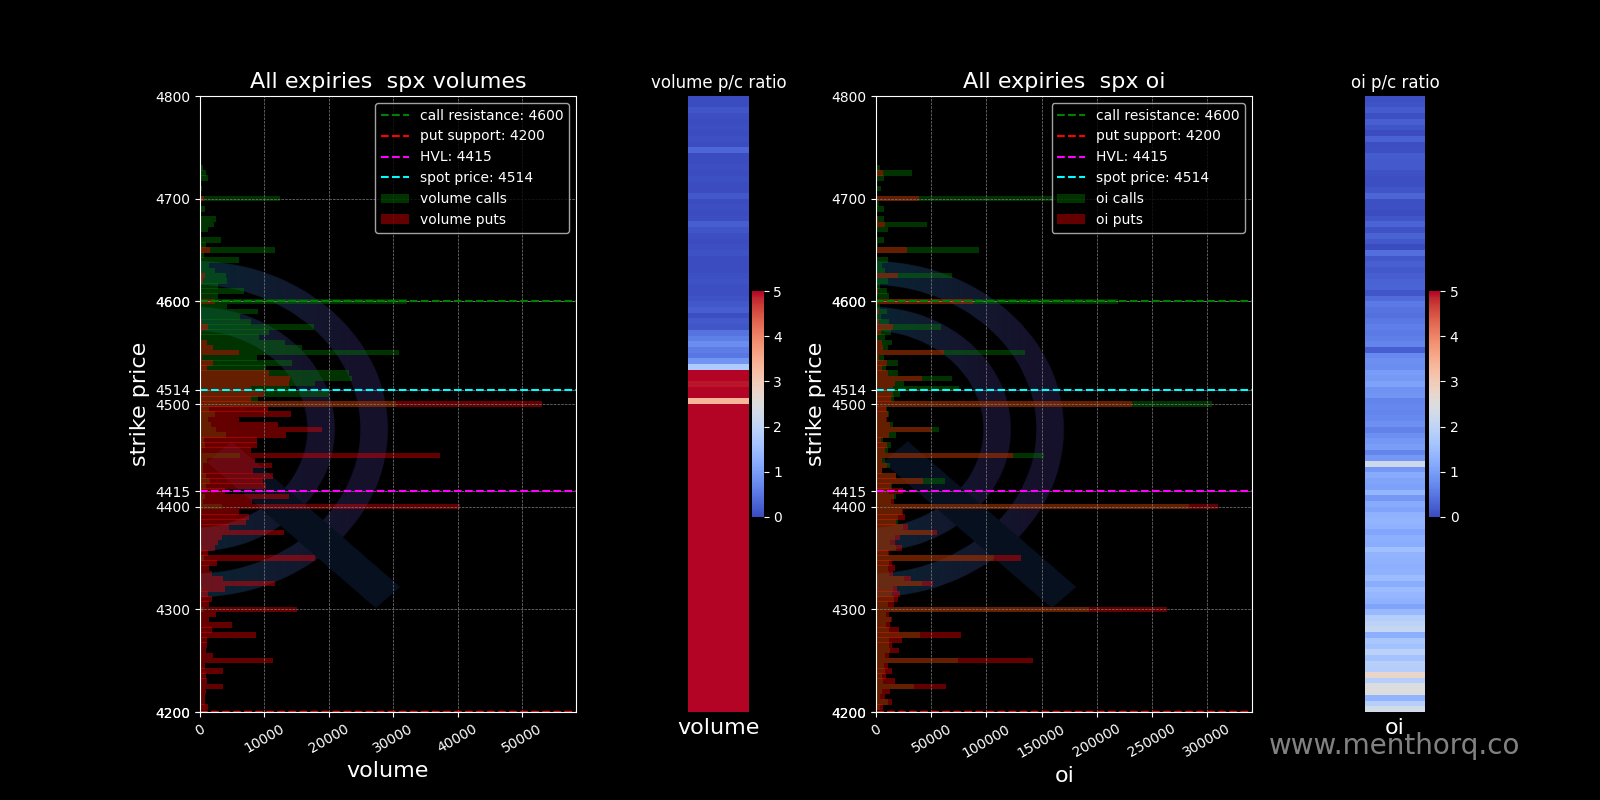 All expiries  spx volumes
volume p/c ratio
All expiries  spx oi
oi p/c ratio
call resistance: 4600
put support: 4200
HVL: 4415
spot price: 4514
volume calls
volume puts
call resistance: 4600
put support: 4200
HVL: 4415
spot price: 4514
oi calls
oi puts
strike price
4800
4700
4600
4514
4500
4415
4400
4300
4200
0
10000
20000
30000
40000
50000
volume
5
4
3
2
1
0
volume
strike price
4800
4700
4600
4514
4500
4415
4400
4300
4200
0
50000
100000
150000
200000
250000
300000
oi
5
4
3
2
1
0
oi
www.menthorq.co